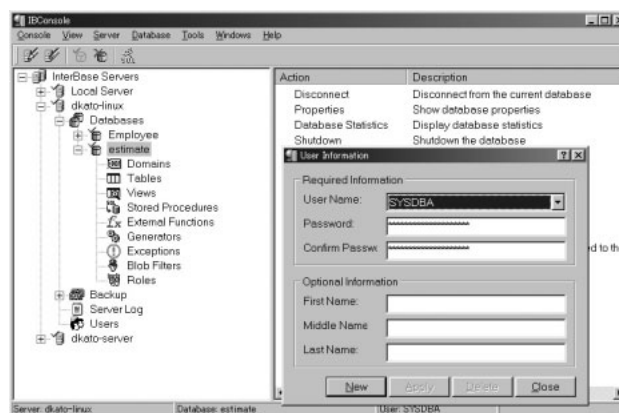 IBConsole
Console View Server Database Tools Windows Help
InterBase Servers
Local Server
dkato-linux
Databases
Employee
estimate
Domains
Tables
Views
Stored Procedures
External Functions
Generators
Exceptions
Blob Filters
Roles
Backup
Server Log
Users
dkato-server
Action Description
Disconnect Disconnect from the current database
Properties Show database properties
Database Statistics Display database statistics
Shutdown Shutdown the database
ed to th
User Information
Required Information
User Name: SYSDBA
Password:
Confirm Passwc
Optional Information
First Name:
Middle Name
Last Name:
New Apply Delete Close
Server: dkato-linux Database: estimate User: SYSDBA